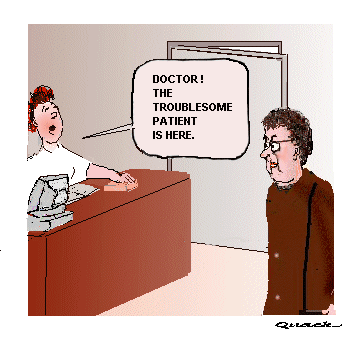 DOCTOR !
THE
TROUBLESOME
PATIENT
IS HERE.
Quack